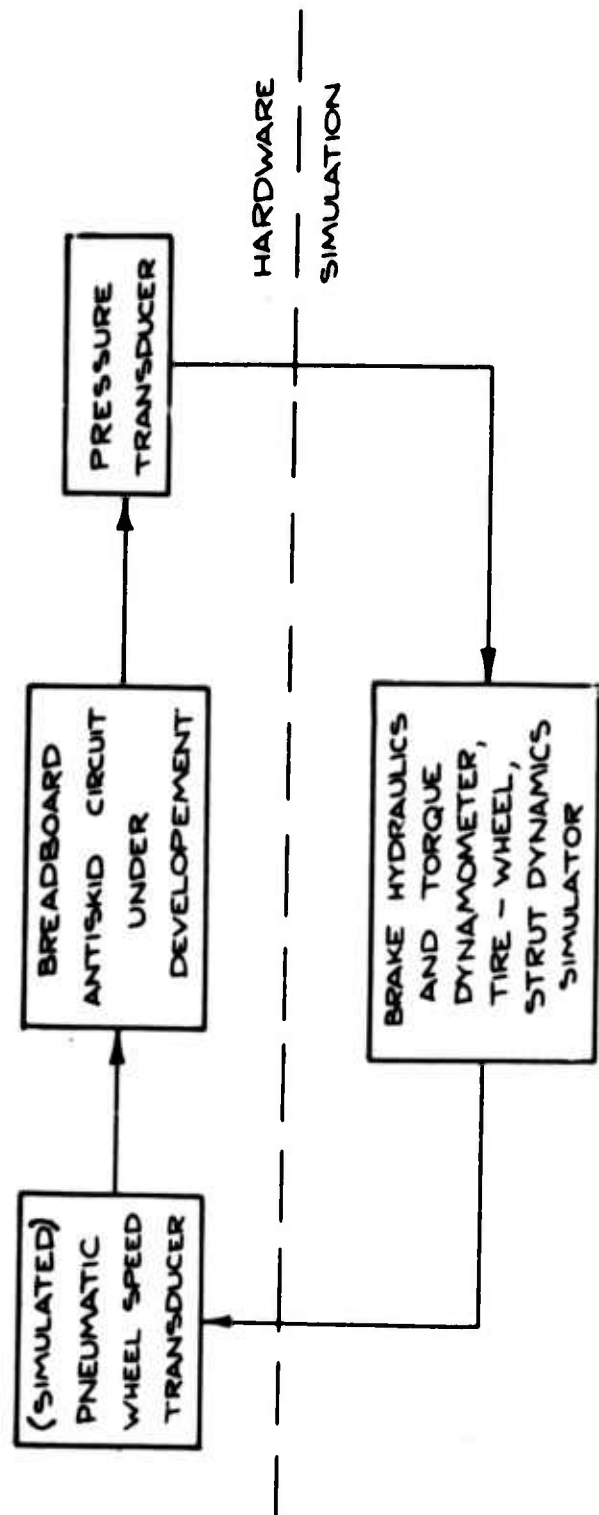 (SIMULATED)
PNEUMATIC
WHEEL SPEED
TRANSDUCER
BREADBOARD
ANTISKID CIRCUIT
UNDER
DEVELOPEMENT
PRESSURE
TRANSDUCER
HARDWARE
SIMULATION
BRAKE HYDRAULICS
AND TORQUE
DYNAMOMETER,
TIRE - WHEEL,
STRUT DYNAMICS
SIMULATOR